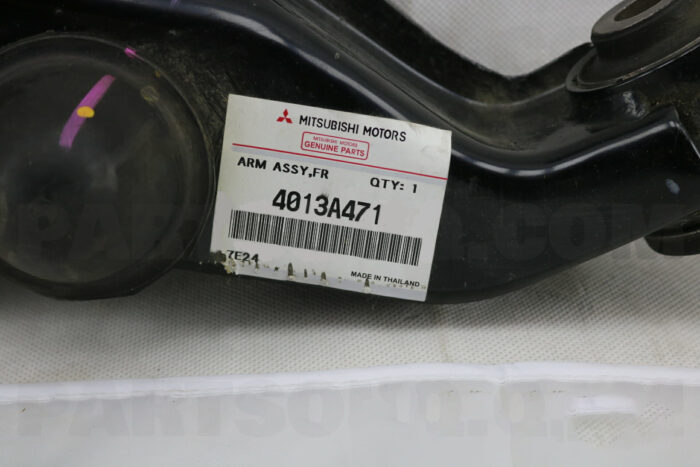 MITSUBISHI MOTORS
MITSUBISHI MOTORS
GENUINE PARTS
ARM ASSY,FR
QTY: 1
4013A471
7E24
MADE IN THAILAND